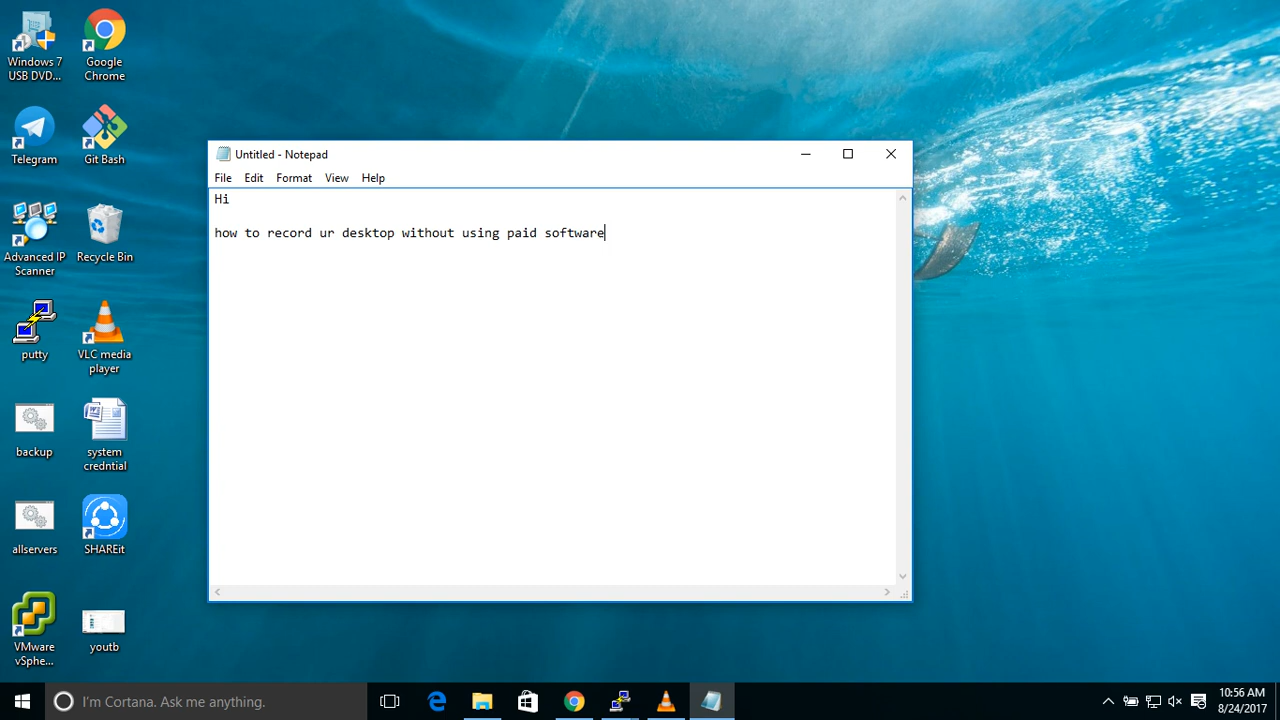 Windows 7
USB DVD...
Google
Chrome
Telegram
Git Bash
Advanced IP
Scanner
Recycle Bin
putty
VLC media
player
backup
system
credntial
allservers
SHAREit
VMware
vSphe...
youtb
Untitled - Notepad
File Edit Format View Help
Hi
how to record ur desktop without using paid software
I'm Cortana. Ask me anything.
10:56 AM
8/24/2017